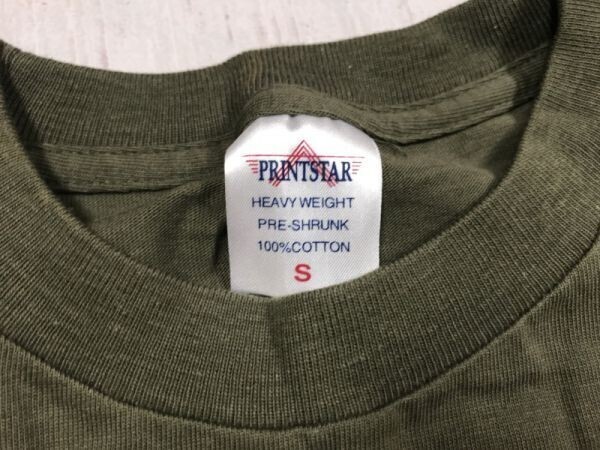 PRINTSTAR
HEAVY WEIGHT
PRE-SHRUNK
100%COTTON
S